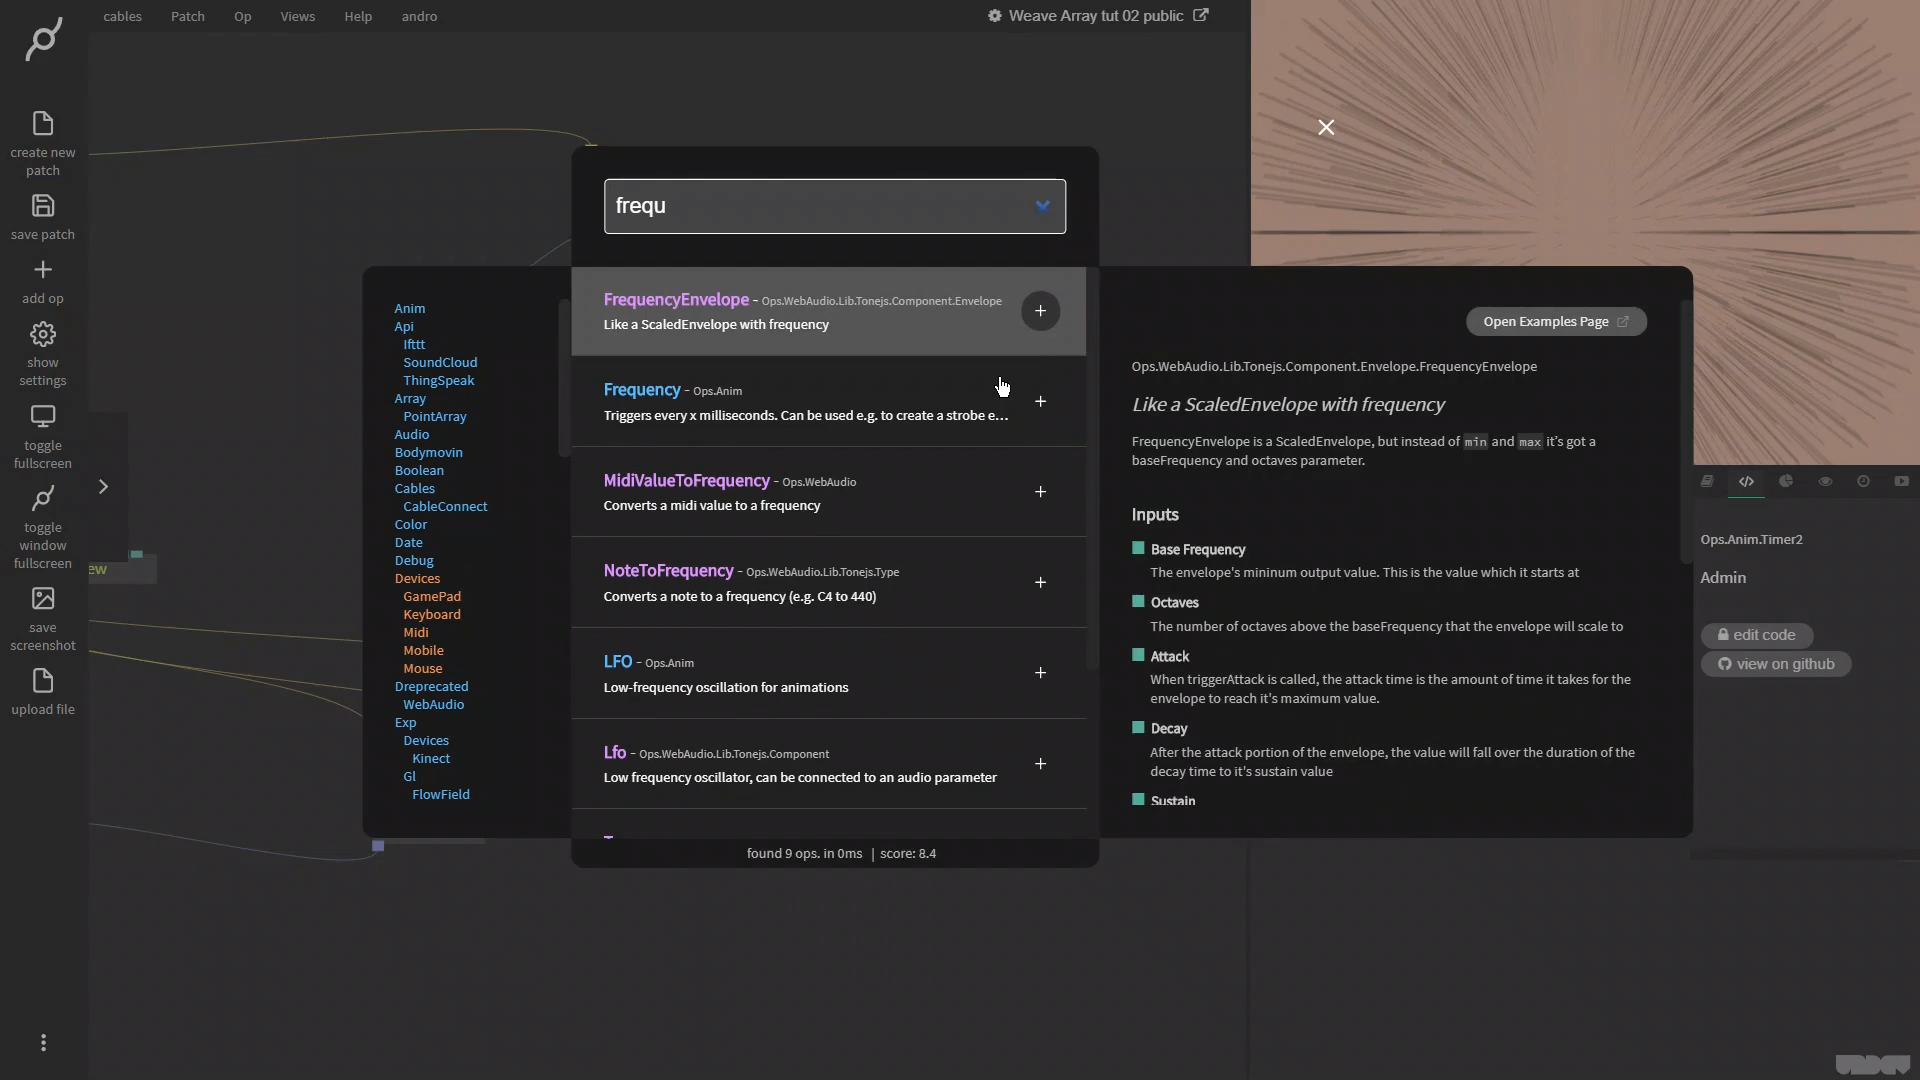 cables Patch Op Views Help andro
Weave Array tut 02 public
create new
patch
save patch
add op
show
settings
toggle
fullscreen
toggle
window
fullscreen
save
screenshot
upload file
ew
frequ
Anim
Api
Ifttt
SoundCloud
ThingSpeak
Array
PointArray
Audio
Bodymovin
Boolean
Cables
CableConnect
Color
Date
Debug
Devices
GamePad
Keyboard
Midi
Mobile
Mouse
Dreprecated
WebAudio
Exp
Devices
Kinect
Gl
FlowField
FrequencyEnvelope - Ops.WebAudio.Lib.Tonejs.Component.Envelope
Like a ScaledEnvelope with frequency
Frequency - Ops.Anim
Triggers every x milliseconds. Can be used e.g. to create a strobe e...
MidiValueToFrequency - Ops.WebAudio
Converts a midi value to a frequency
NoteToFrequency - Ops.WebAudio.Lib.Tonejs.Type
Converts a note to a frequency (e.g. C4 to 440)
LFO - Ops.Anim
Low-frequency oscillation for animations
Lfo - Ops.WebAudio.Lib.Tonejs.Component
Low frequency oscillator, can be connected to an audio parameter
found 9 ops. in 0ms | score: 8.4
Open Examples Page
Ops.WebAudio.Lib.Tonejs.Component.Envelope.FrequencyEnvelope
Like a ScaledEnvelope with frequency
FrequencyEnvelope is a ScaledEnvelope, but instead of min and max it's got a
baseFrequency and octaves parameter.
Inputs
Base Frequency
The envelope's mininum output value. This is the value which it starts at
Octaves
The number of octaves above the baseFrequency that the envelope will scale to
Attack
When triggerAttack is called, the attack time is the amount of time it takes for the
envelope to reach it's maximum value.
Decay
After the attack portion of the envelope, the value will fall over the duration of the
decay time to it's sustain value
Sustain
Ops.Anim.Timer2
Admin
edit code
view on github